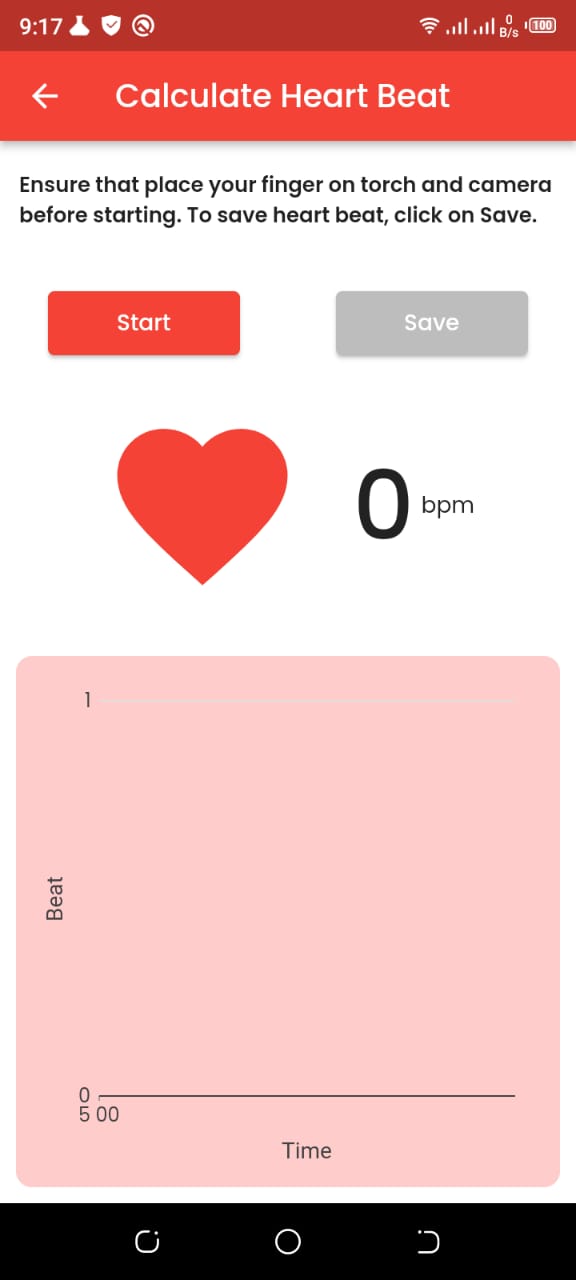 9:17
0
B/s
100
Calculate Heart Beat
Ensure that place your finger on torch and camera
before starting. To save heart beat, click on Save.
Start
Save
0 bpm
1
Beat
0
5 00
Time